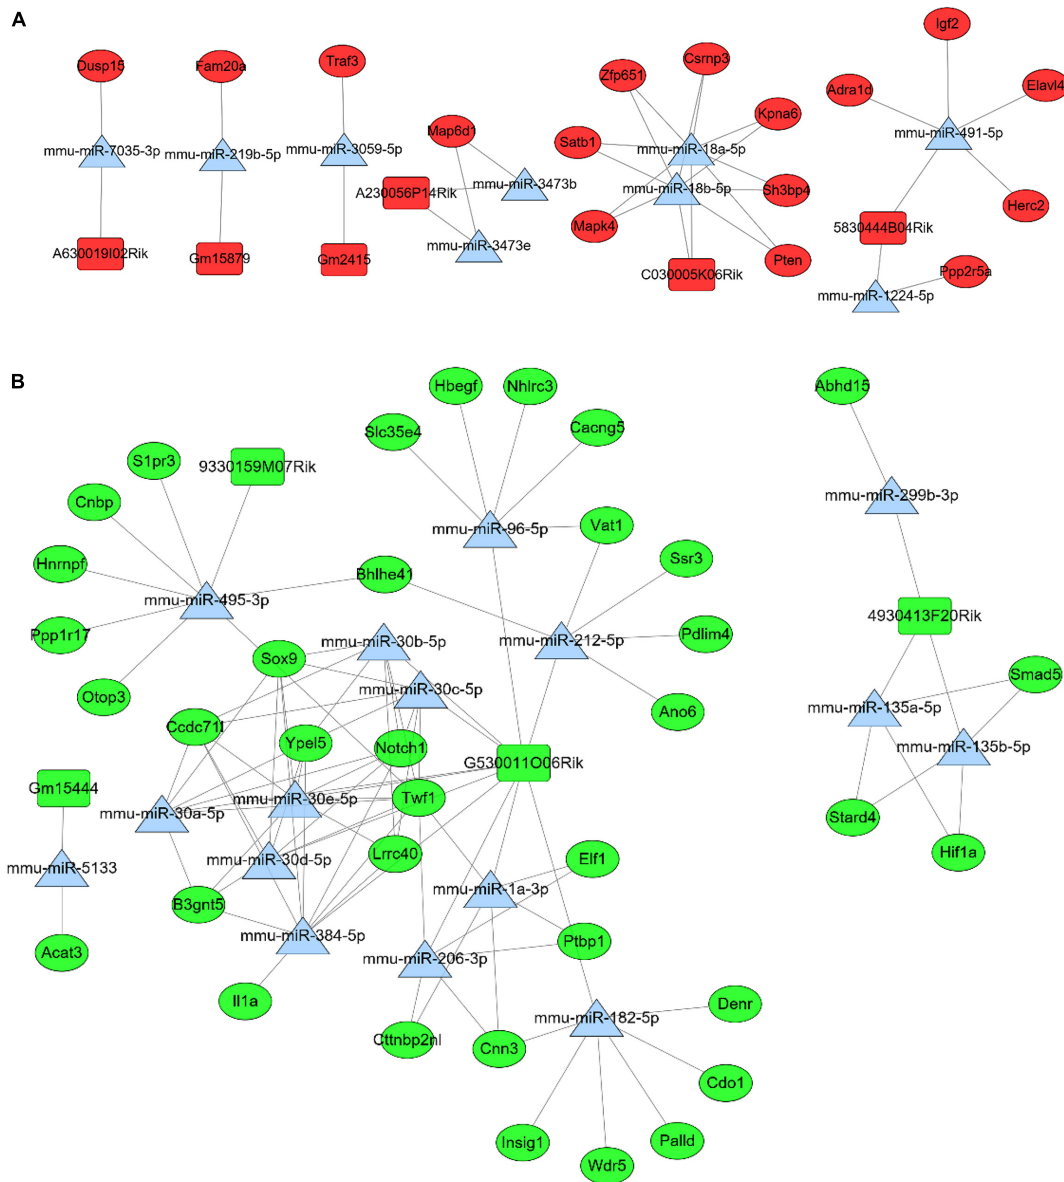 A
Dusp15
Fam20a
Traf3
Map6d1
Zfp651
Csrnp3
Kpna6
Igf2
Adra1d
Elavl4
mmu-miR-7035-3p
mmu-miR-219b-5p
mmu-miR-3059-5p
Satb1
mmu-miR-18a-5p
mmu-miR-491-5p
A230056P14Rik
mmu-miR-3473b
mmu-miR-18b-5p
Sh3bp4
Herc2
Mapk4
5830444B04Rik
mmu-miR-3473e
A630019I02Rik
Gm15879
Gm2415
C030005K06Rik
Pten
Ppp2r5a
mmu-miR-1224-5p
B
Hbegf
Nhlrc3
Abhd15
Slc35e4
Cacng5
S1pr3
9330159M07Rik
Cnbp
mmu-miR-299b-3p
mmu-miR-96-5p
Vat1
Hnrnpf
Bhlhe41
Ssr3
mmu-miR-495-3p
4930413F20Rik
Ppp1r17
mmu-miR-30b-5p
mmu-miR-212-5p
Pdlim4
Sox9
Smad5
mmu-miR-30c-5p
Otop3
Ano6
mmu-miR-135a-5p
Ccdc71l
Ypel5
Notch1
mmu-miR-135b-5p
G530011O06Rik
Gm15444
Twf1
mmu-miR-30e-5p
mmu-miR-30a-5p
Stard4
Lrrc40
Hif1a
mmu-miR-30d-5p
Elf1
mmu-miR-5133
mmu-miR-1a-3p
B3gnt5
mmu-miR-384-5p
Ptbp1
Acat3
mmu-miR-206-3p
Il1a
Denr
mmu-miR-182-5p
Cttnbp2nl
Cnn3
Cdo1
Insig1
Palld
Wdr5